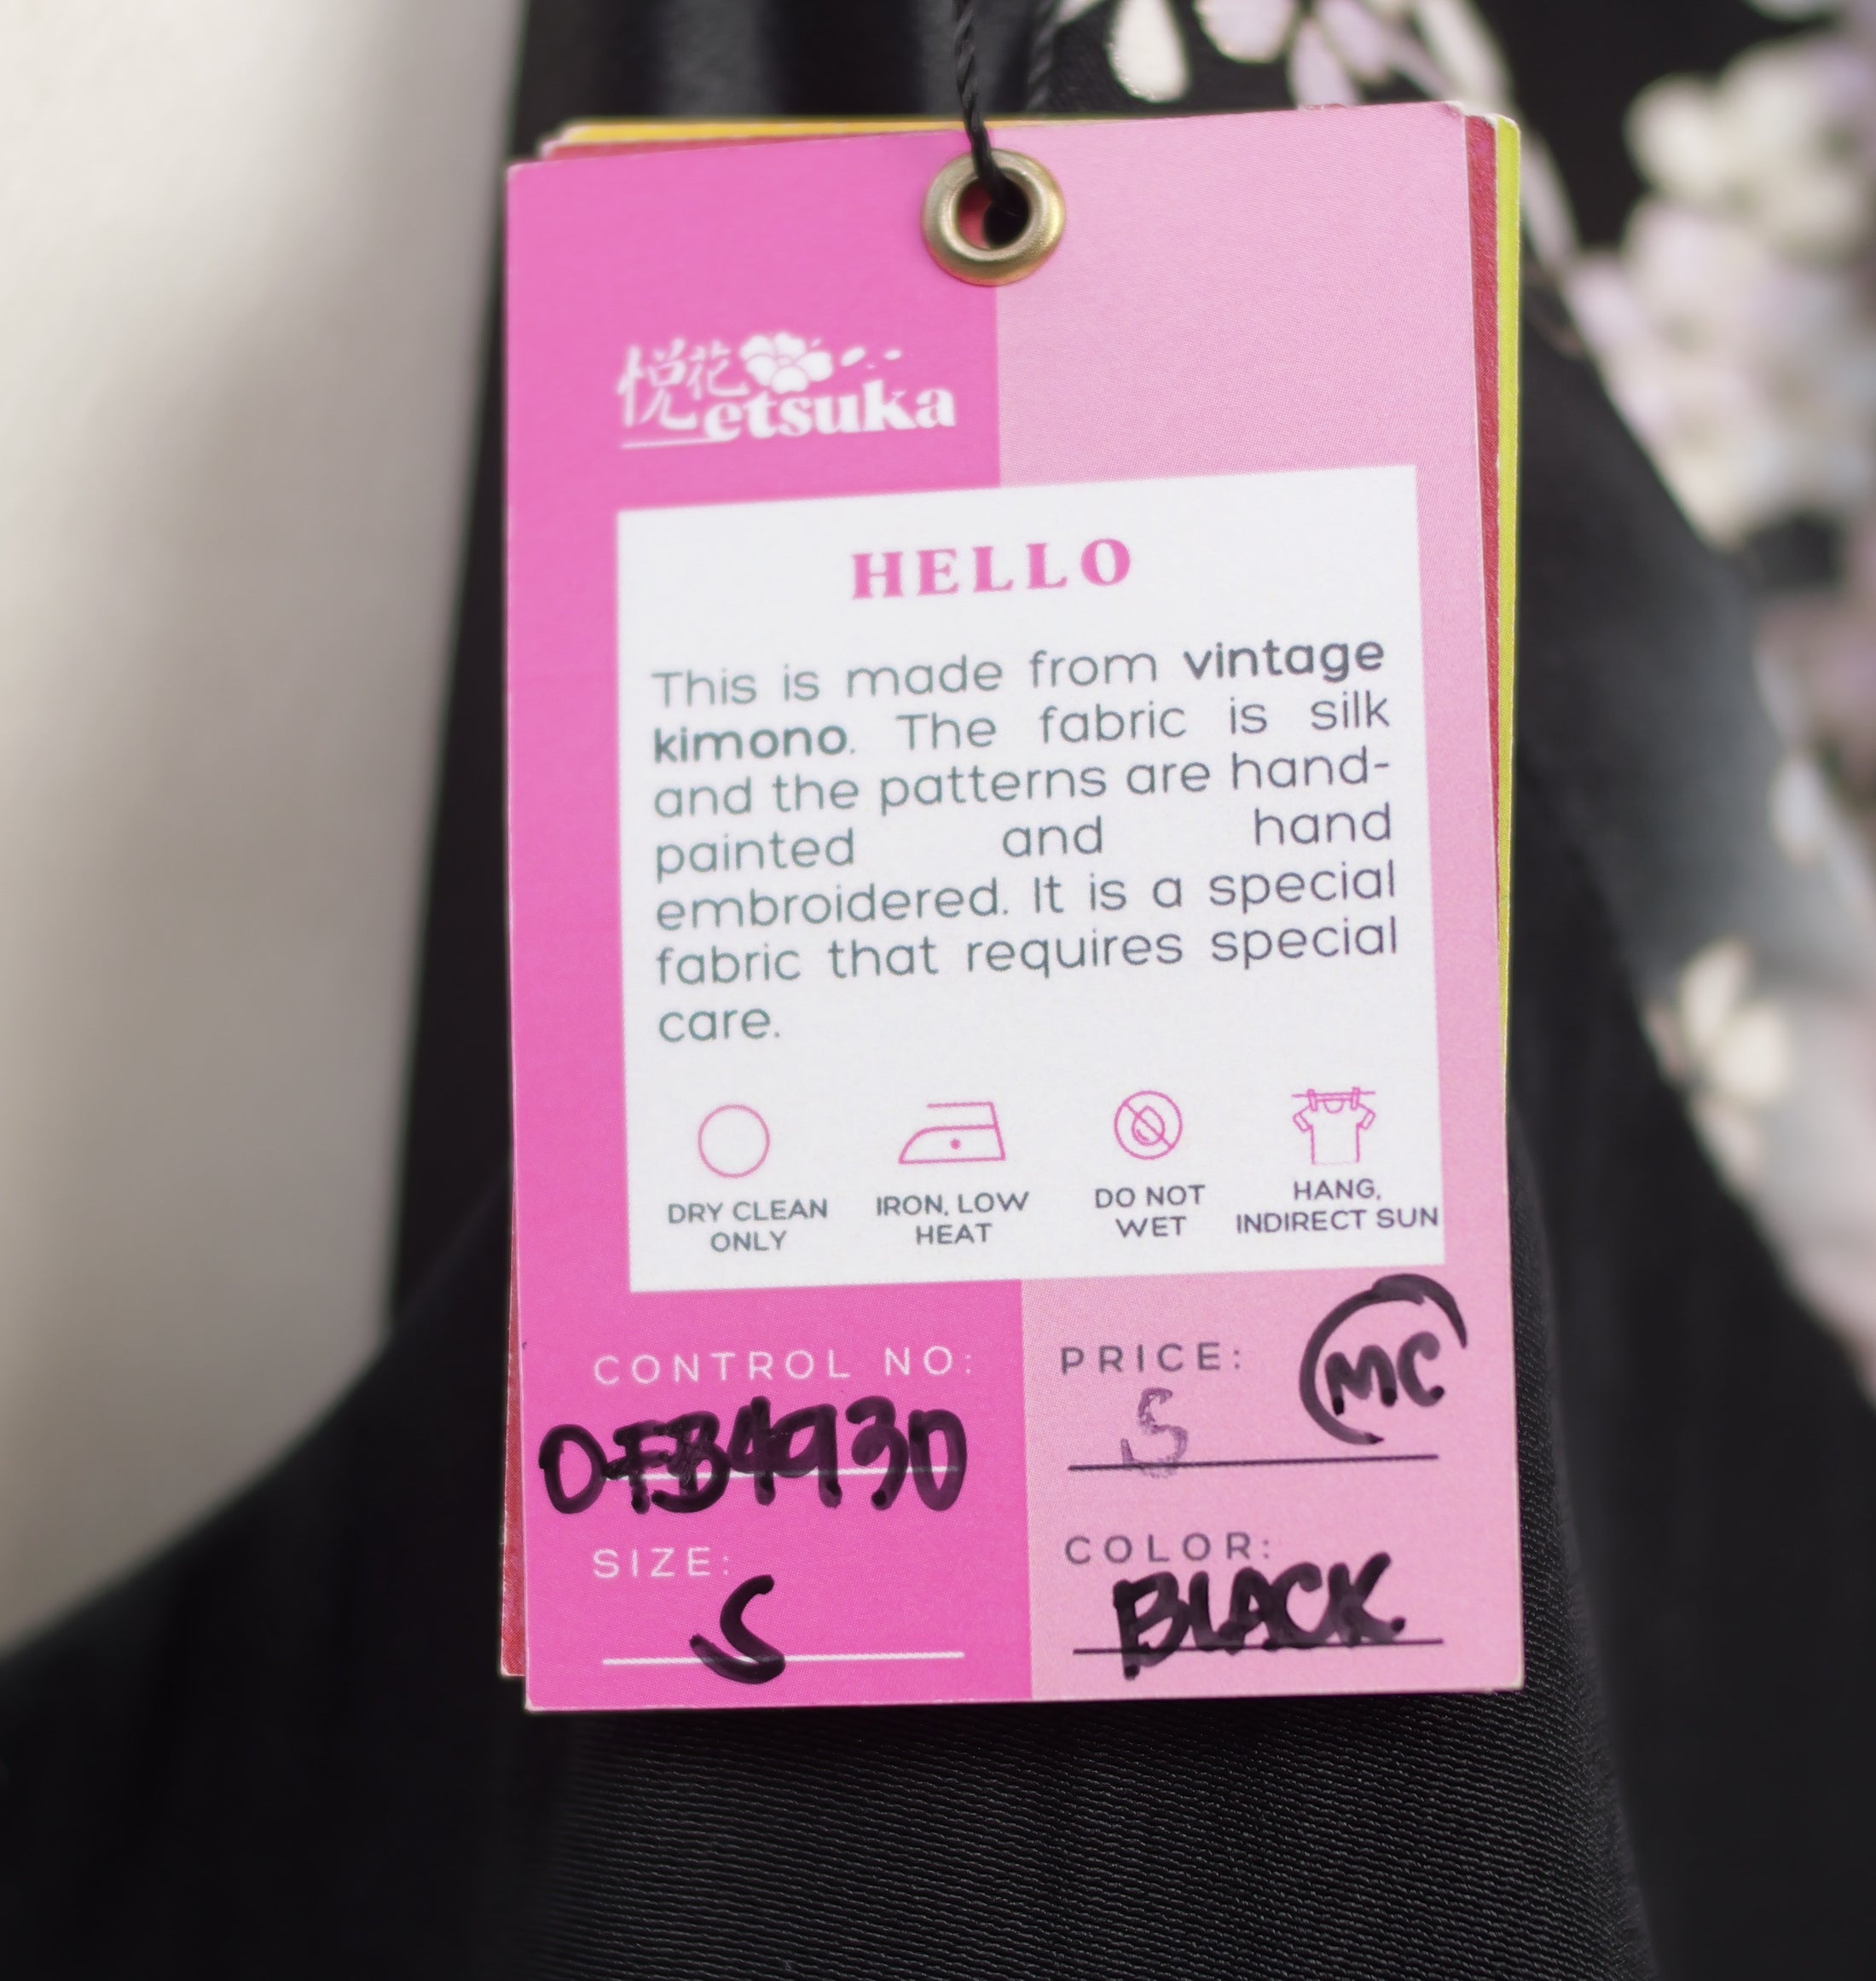 悦花
etsuka
HELLO
This is made from vintage
kimono. The fabric is silk
and the patterns are hand-
painted and hand
embroidered. It is a special
fabric that requires special
care.
DRY CLEAN
ONLY
IRON, LOW
HEAT
DO NOT
WET
HANG,
INDIRECT SUN
CONTROL NO:
PRICE:
MC
S
SIZE:
S
COLOR:
BLACK